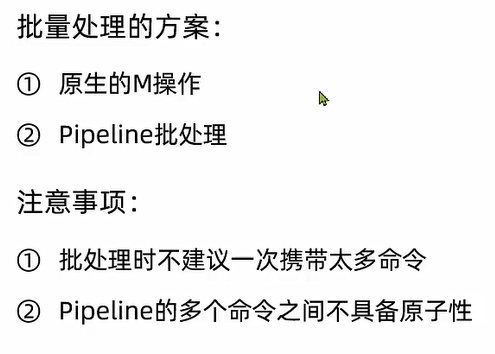 批量处理的方案：
① 原生的M操作
② Pipeline批处理
注意事项：
① 批处理时不建议一次携带太多命令
② Pipeline的多个命令之间不具备原子性